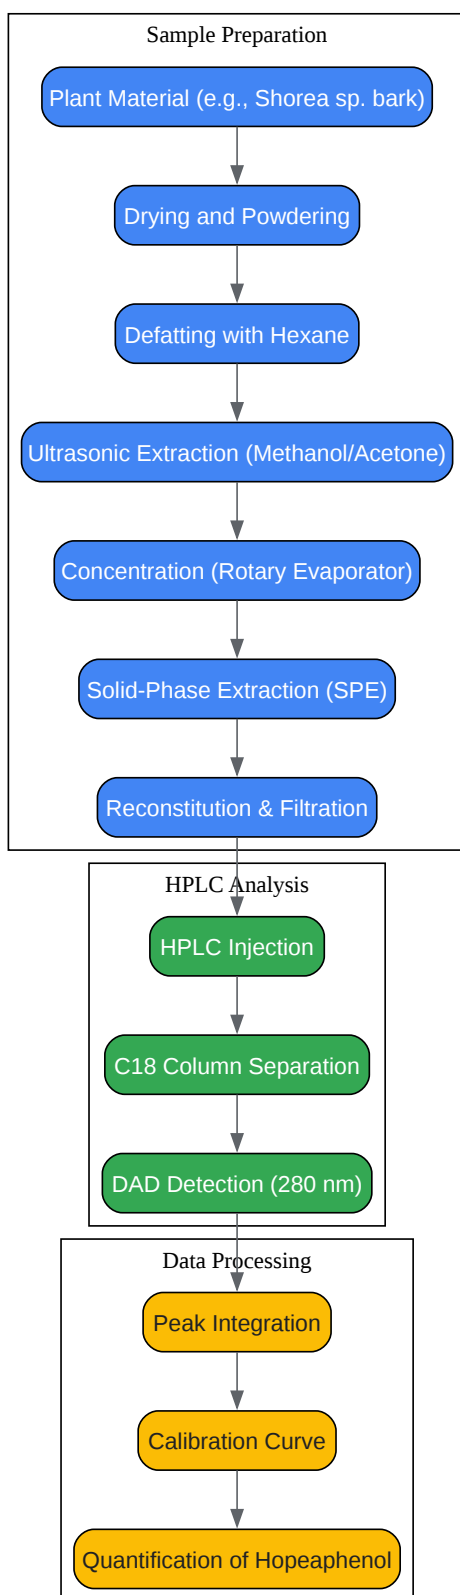 Sample Preparation
Plant Material (e.g., Shorea sp. bark)
Drying and Powdering
Defatting with Hexane
Ultrasonic Extraction (Methanol/Acetone)
Concentration (Rotary Evaporator)
Solid-Phase Extraction (SPE)
Reconstitution & Filtration
HPLC Analysis
HPLC Injection
C18 Column Separation
DAD Detection (280 nm)
Data Processing
Peak Integration
Calibration Curve
Quantification of Hopeaphenol